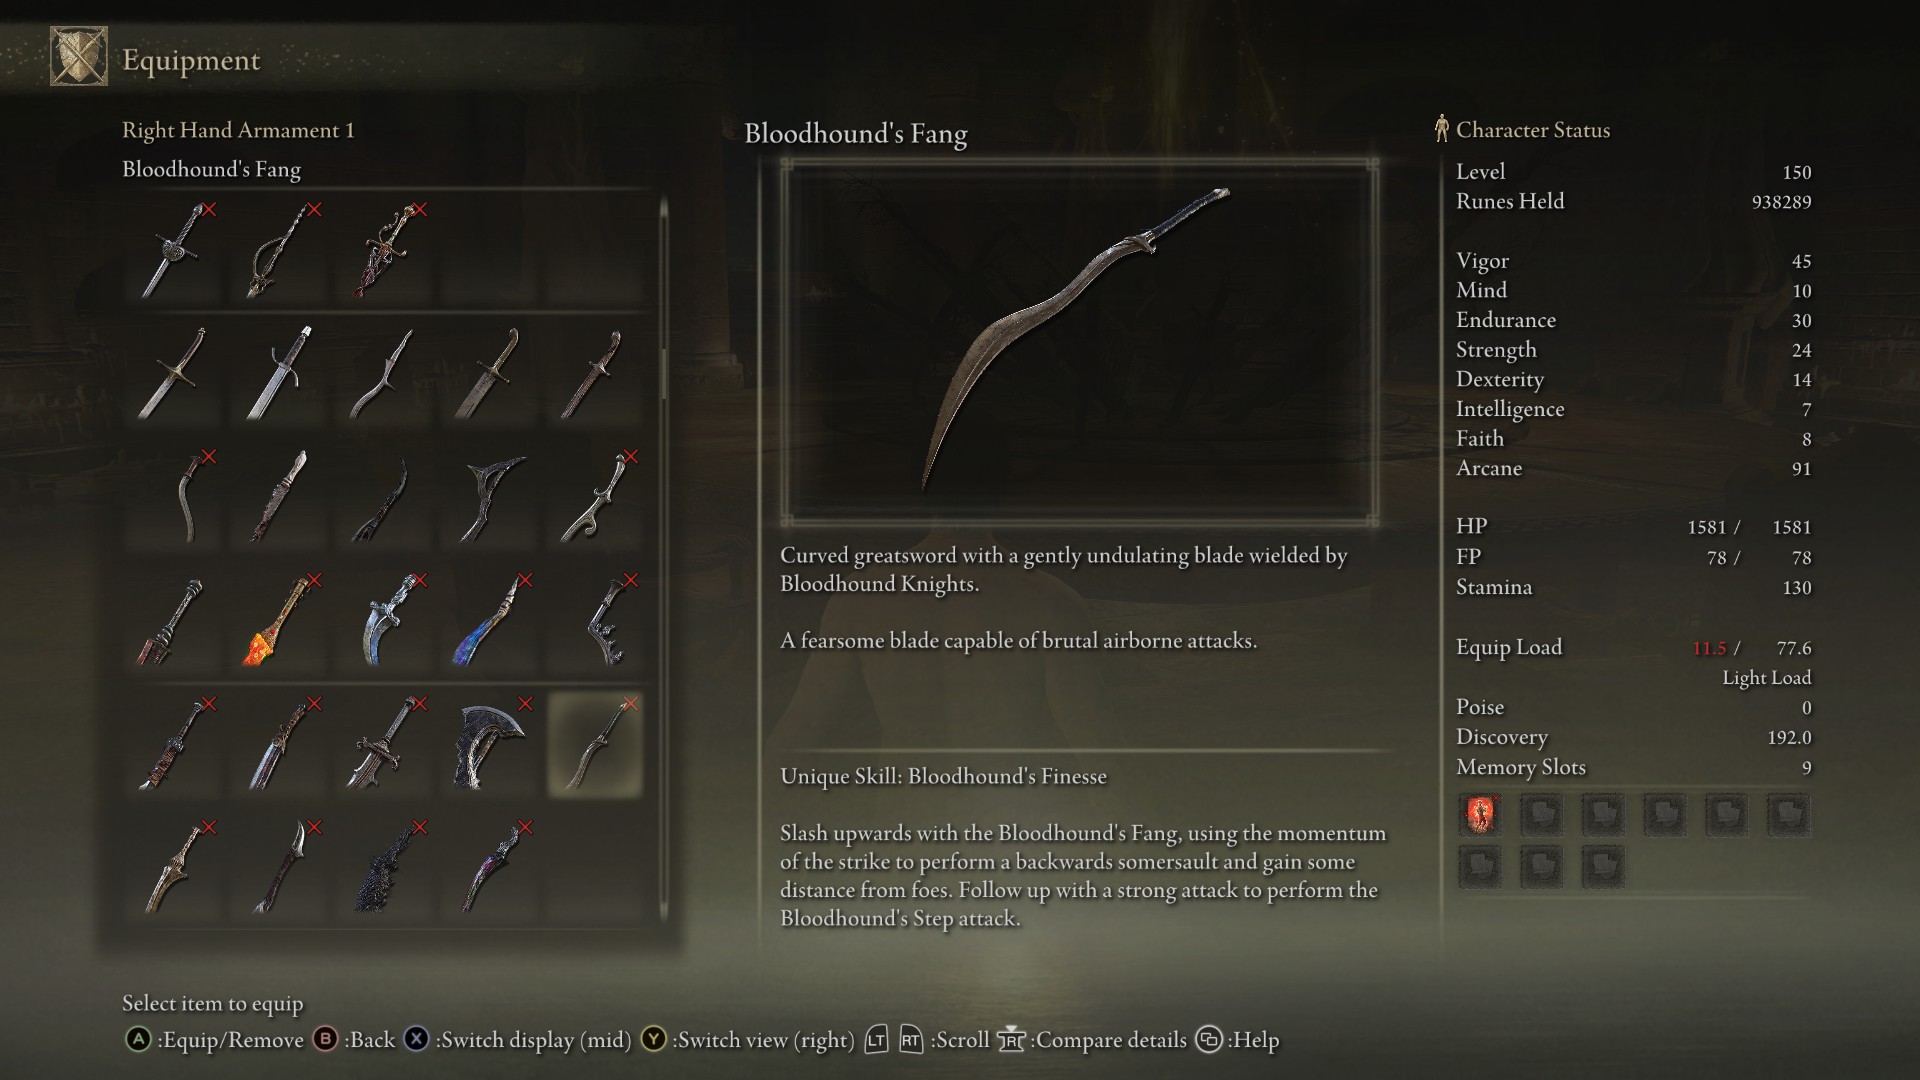 Equipment
Right Hand Armament 1
Bloodhound's Fang
Bloodhound's Fang
Curved greatsword with a gently undulating blade wielded by
Bloodhound Knights.
A fearsome blade capable of brutal airborne attacks.
Unique Skill: Bloodhound's Finesse
Slash upwards with the Bloodhound's Fang, using the momentum
of the strike to perform a backwards somersault and gain some
distance from foes. Follow up with a strong attack to perform the
Bloodhound's Step attack.
Character Status
Level 150
Runes Held 938289
Vigor 45
Mind 10
Endurance 30
Strength 24
Dexterity 14
Intelligence 7
Faith 8
Arcane 91
HP 1581 / 1581
FP 78 / 78
Stamina 130
Equip Load 11.5 / 77.6
Light Load
Poise 0
Discovery 192.0
Memory Slots 9
Select item to equip
A :Equip/Remove B :Back X :Switch display (mid) Y :Switch view (right) LT RT :Scroll R :Compare details :Help